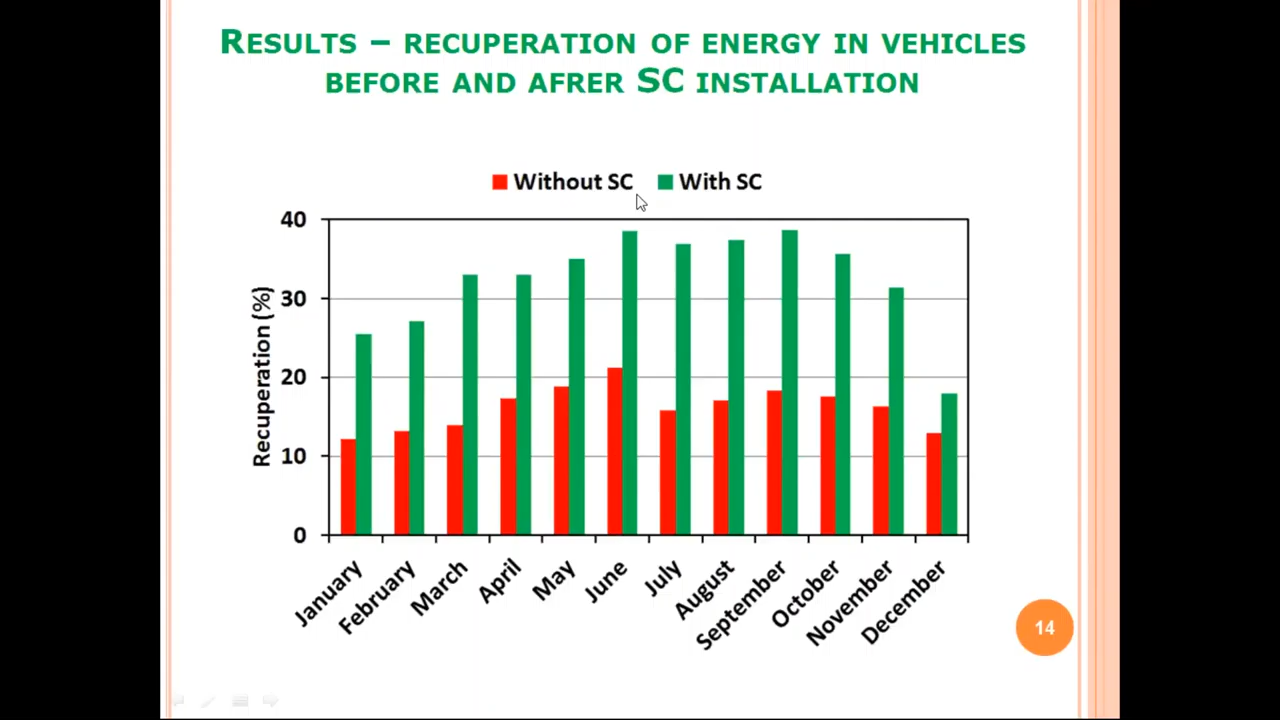 RESULTS – RECUPERATION OF ENERGY IN VEHICLES
BEFORE AND AFRER SC INSTALLATION
Without SC
With SC
Recuperation (%)
40
30
20
10
0
January
February
March
April
May
June
July
August
September
October
November
December
14